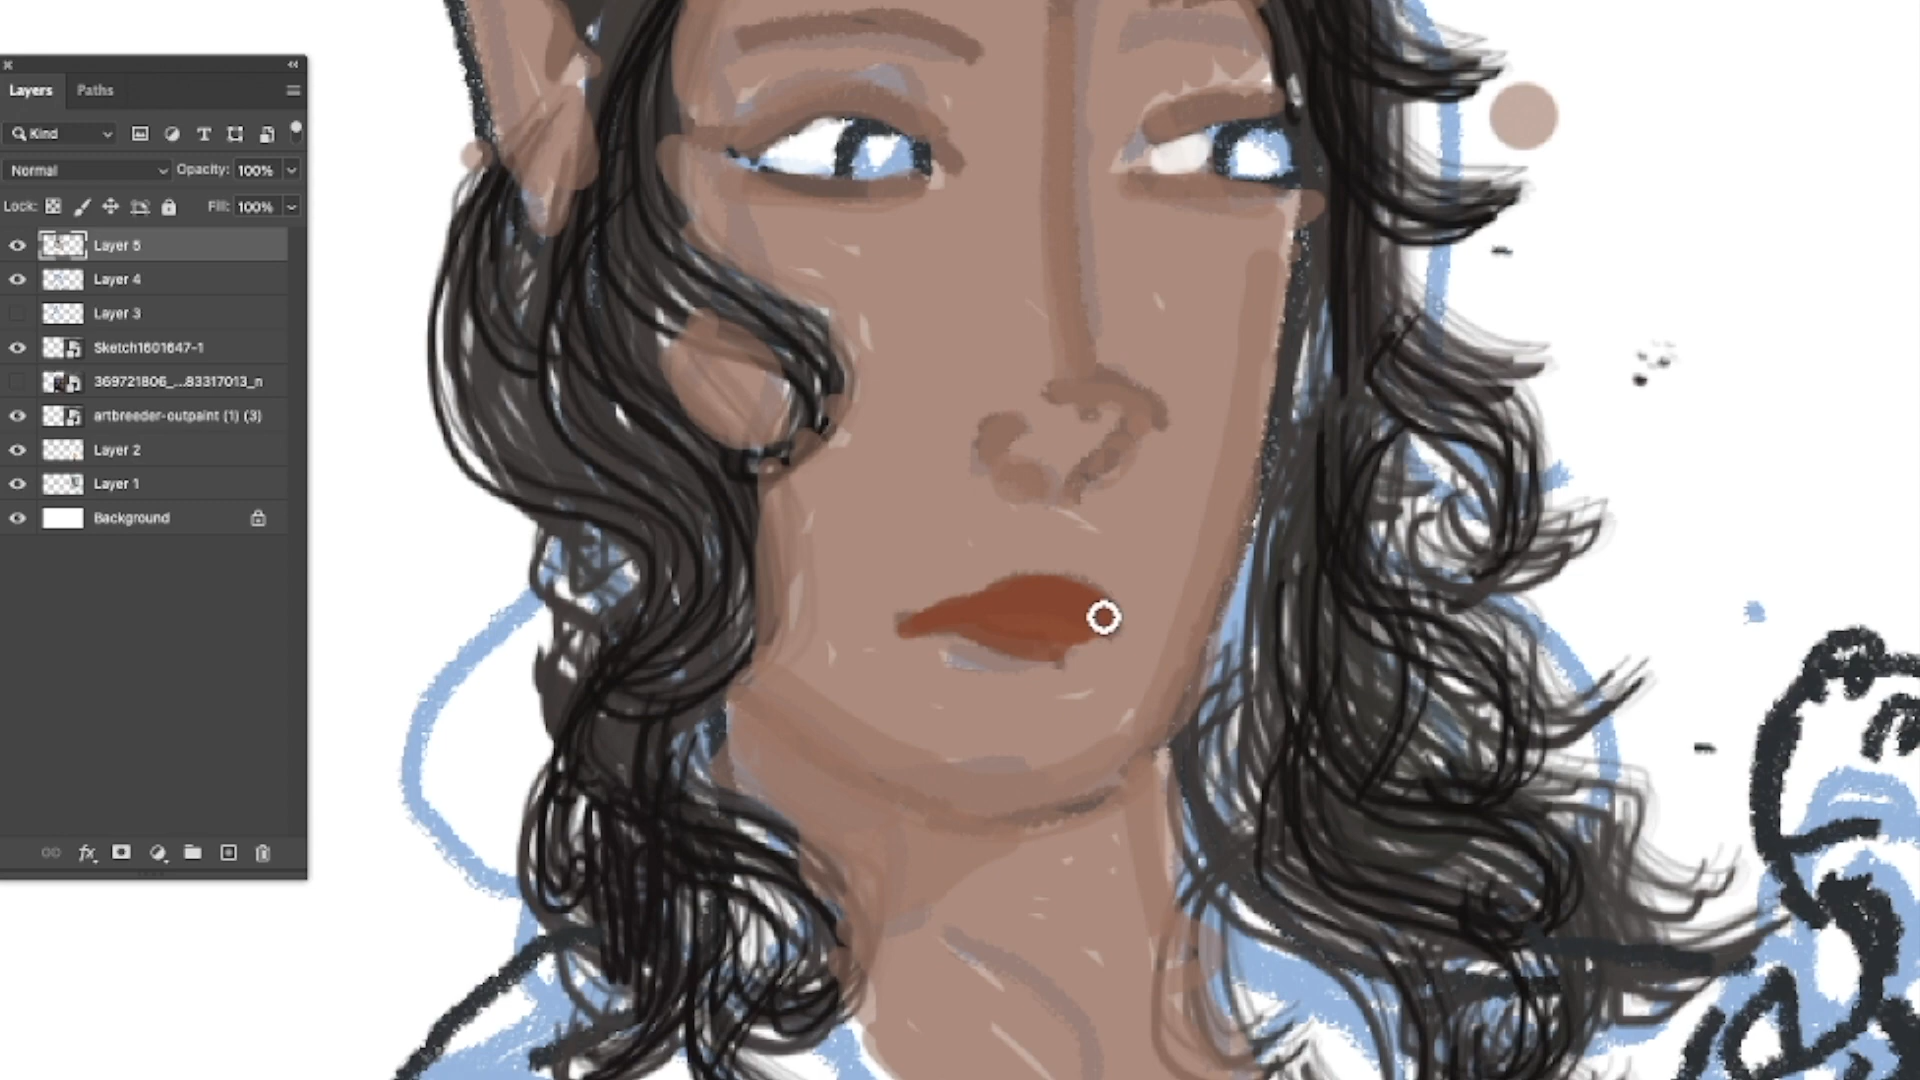 Layers Paths
Kind
Normal Opacity: 100%
Lock: Fill: 100%
Layer 5
Layer 4
Layer 3
Sketch1601647-1
369721806_...83317013_n
artbreeder-outpaint (1) (3)
Layer 2
Layer 1
Background
fx